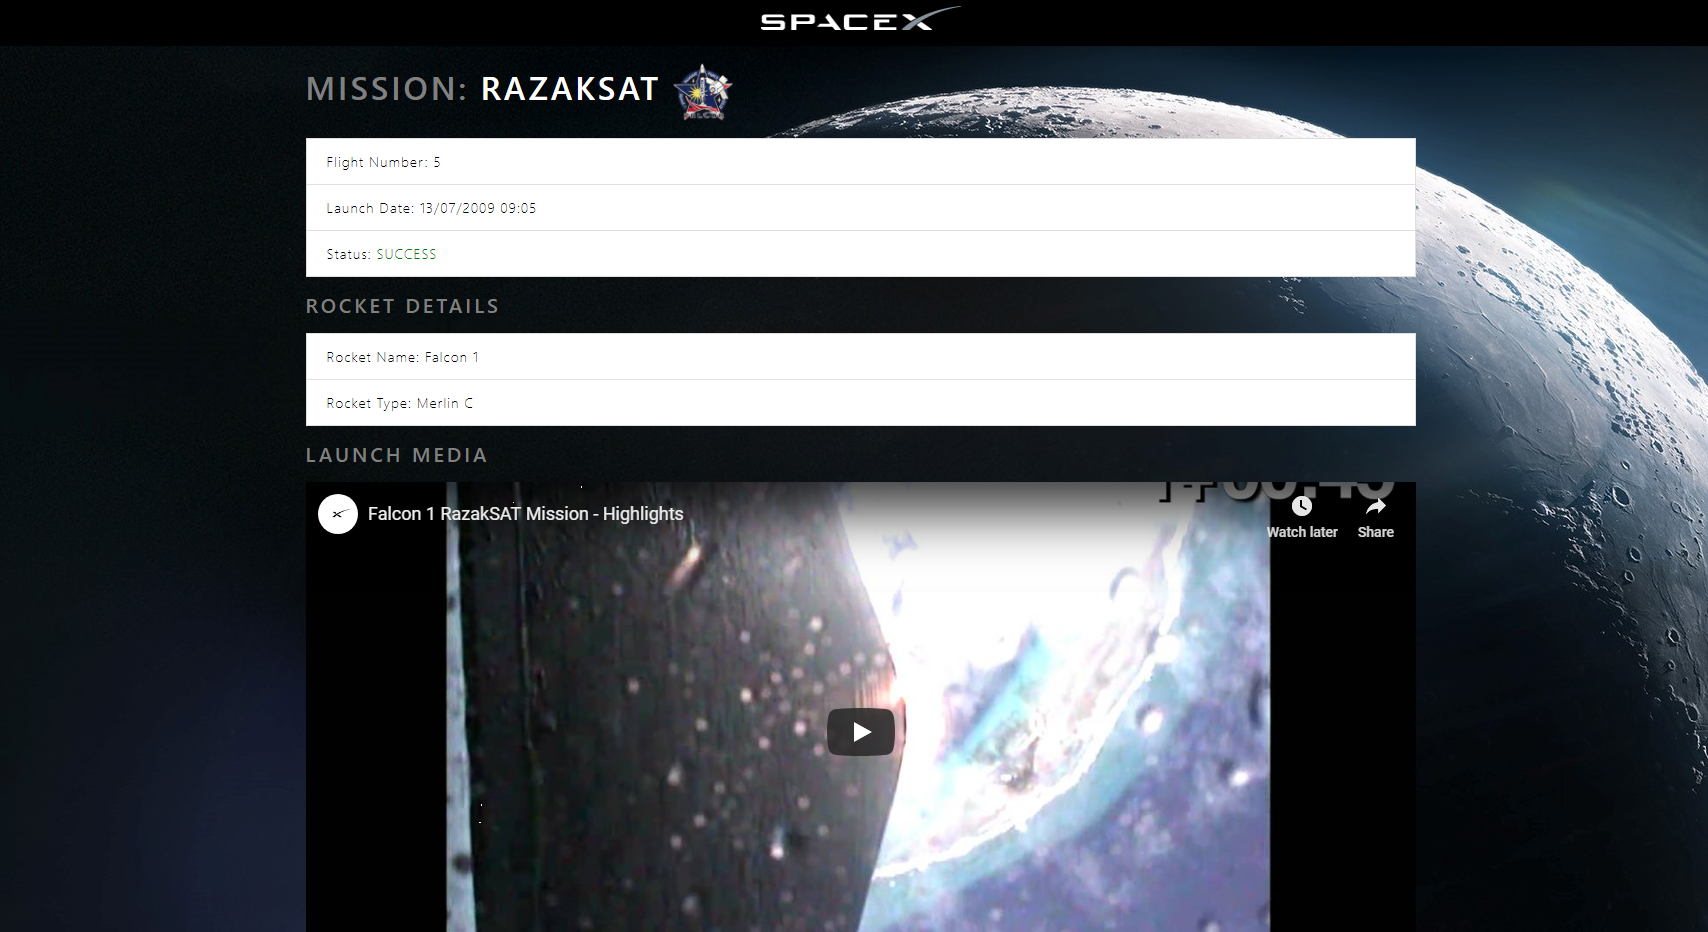 SPACEX
MISSION: RAZAKSAT
FALCON
Flight Number: 5
Launch Date: 13/07/2009 09:05
Status: SUCCESS
ROCKET DETAILS
Rocket Name: Falcon 1
Rocket Type: Merlin C
LAUNCH MEDIA
Falcon 1 RazakSAT Mission - Highlights
Watch later
Share